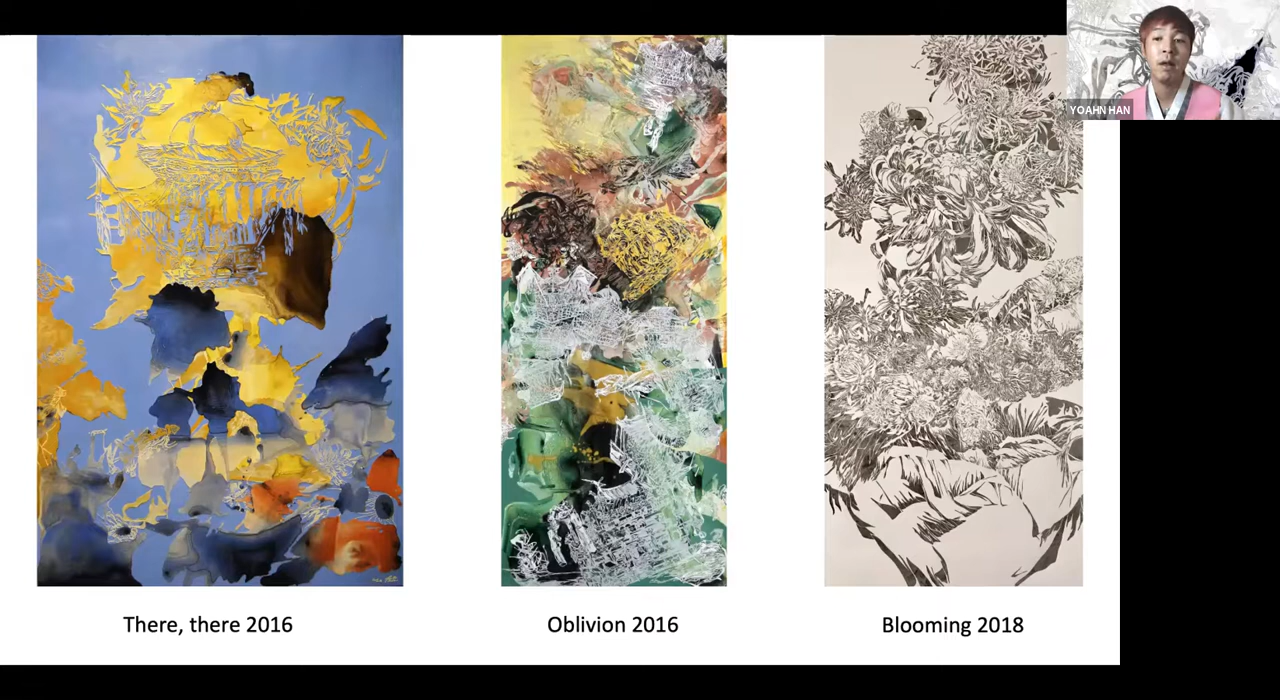 YOAHN HAN
There, there 2016
Oblivion 2016
Blooming 2018